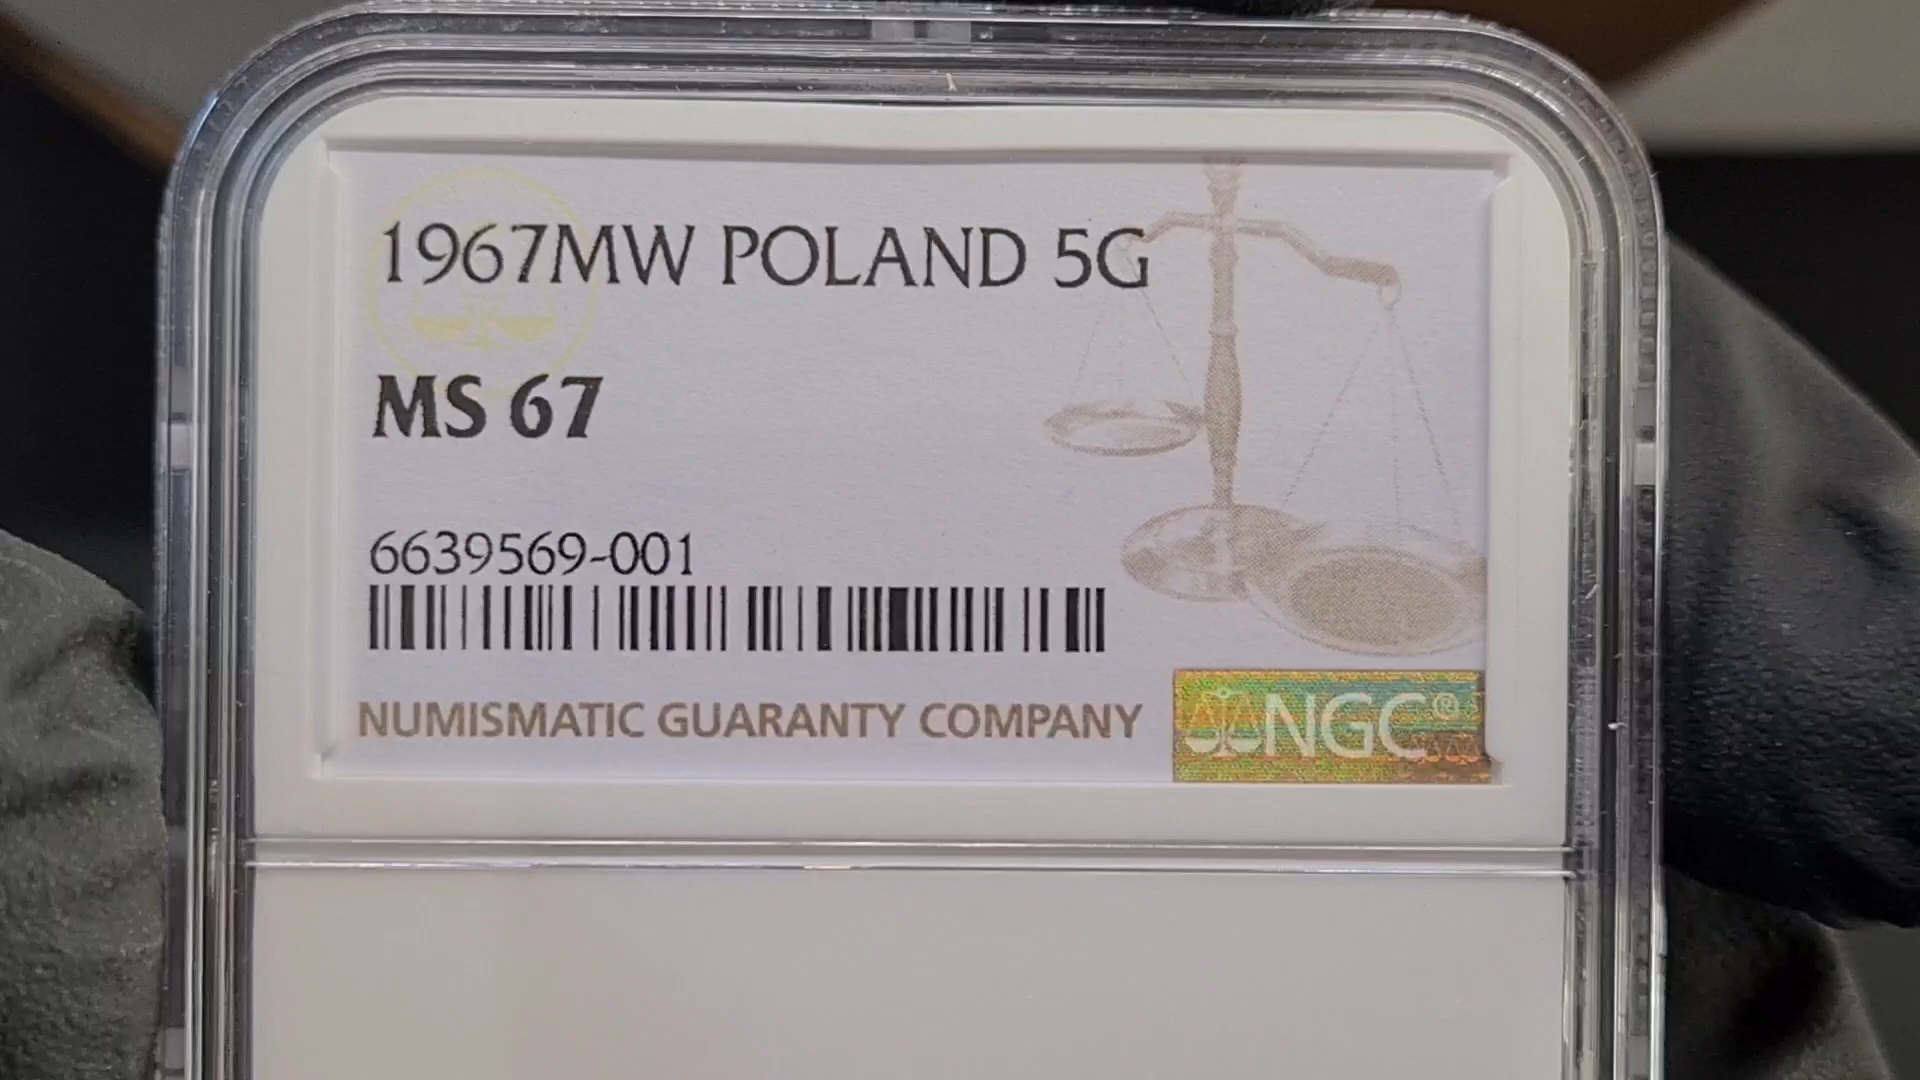 1967MW POLAND 5G
MS 67
6639569-001
NUMISMATIC GUARANTY COMPANY
NGC®